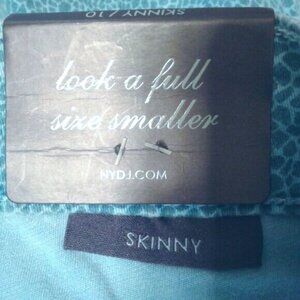 SKINNY / 10
look a full
size smaller
NYDJ.COM
SKINNY